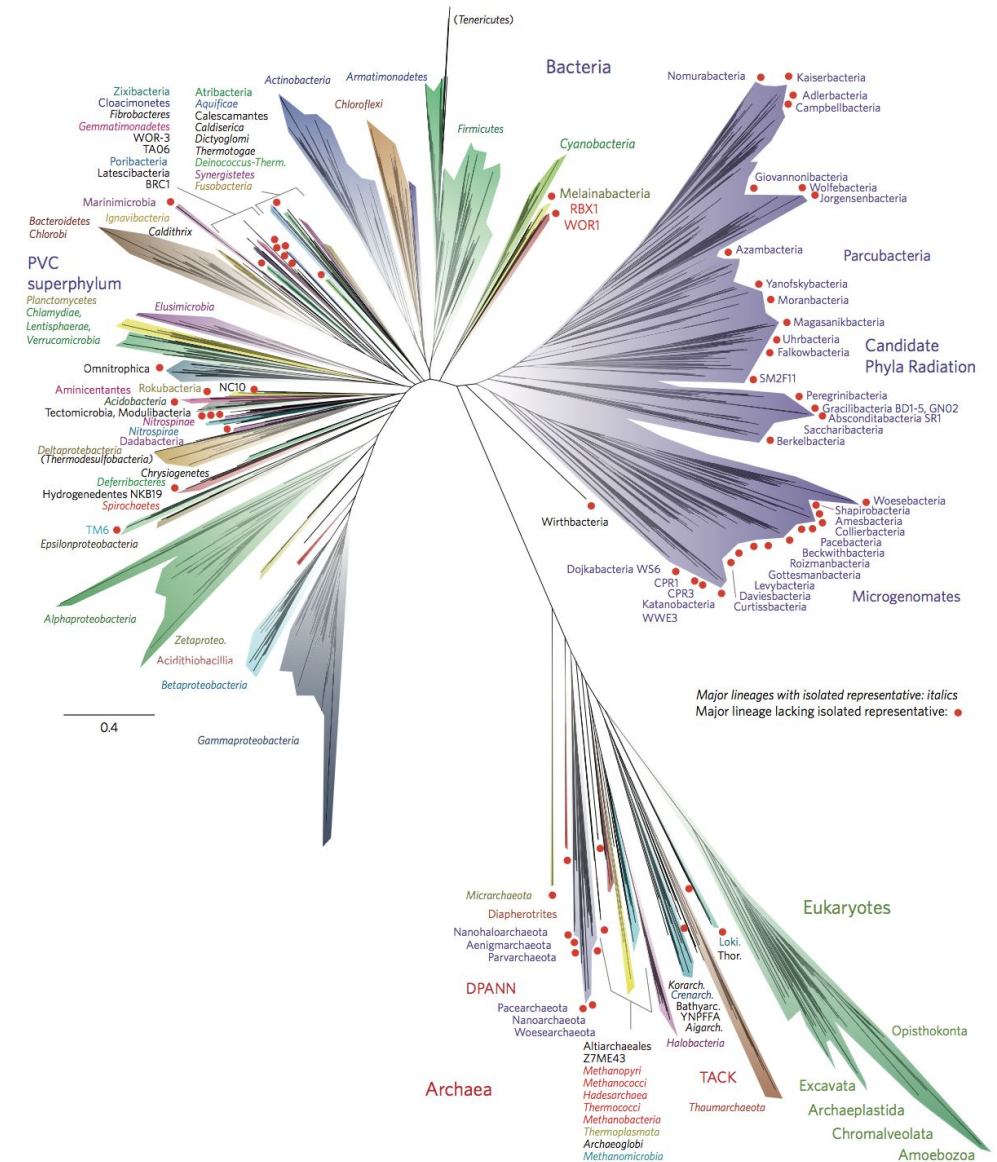 (Tenericutes)
Bacteria
Actinobacteria
Armatimonadetes
Chloroflexi
Firmicutes
Cyanobacteria
Melainabacteria
RBX1
WOR1
Zixibacteria
Cloacimonetes
Fibrobacteres
Gemmatimonadetes
WOR-3
TA06
Poribacteria
Latescibacteria
BRC1
Atribacteria
Aquificae
Calescamantes
Caldiserica
Dictyoglomi
Thermotogae
Deinococcus-Therm.
Synergistetes
Fusobacteria
Marinimicrobia
Ignavibacteria
Bacteroidetes
Chlorobi
Caldithrix
PVC
superphylum
Planctomycetes
Chlamydiae,
Lentisphaerae,
Verrucomicrobia
Elusimicrobia
Omnitrophica
Aminicentantes
Rokubacteria
NC10
Acidobacteria
Tectomicrobia, Modulibacteria
Nitrospinae
Nitrospirae
Dadabacteria
Deltaproteobacteria
(Thermodesulfobacteria)
Chrysiogenetes
Deferribacteres
Hydrogenedentes NKB19
Spirochaetes
TM6
Epsilonproteobacteria
Alphaproteobacteria
Zetaproteo.
Acidithiobacillia
Betaproteobacteria
Gammaproteobacteria
0.4
Nomurabacteria
Kaiserbacteria
Adlerbacteria
Campbellbacteria
Giovannonibacteria
Wolfebacteria
Jorgensenbacteria
Azambacteria
Parcubacteria
Yanofskybacteria
Moranbacteria
Magasanikbacteria
Uhrbacteria
Falkowbacteria
Candidate
Phyla Radiation
SM2F11
Peregrinibacteria
Gracilibacteria BD1-5, GN02
Absconditabacteria SR1
Saccharibacteria
Berkelbacteria
Woesebacteria
Shapirobacteria
Amesbacteria
Collierbacteria
Pacebacteria
Beckwithbacteria
Roizmanbacteria
Gottesmanbacteria
Levybacteria
Daviesbacteria
Curtissbacteria
Microgenomates
Wirthbacteria
Dojkabacteria WS6
CPR1
CPR3
Katanobacteria
WWE3
Major lineages with isolated representative: italics
Major lineage lacking isolated representative:
Micrarchaeota
Diapherotrites
Nanohaloarchaeota
Aenigmarchaeota
Parvarchaeota
DPANN
Pacearchaeota
Nanoarchaeota
Woesearchaeota
Archaea
Altiarchaeales
Z7ME43
Methanopyri
Methanococci
Hadesarchaea
Thermococci
Methanobacteria
Thermoplasmata
Archaeoglobi
Methanomicrobia
Halobacteria
Korarch.
Crenarch.
Bathyarc.
YNPFFA
Aigarch.
TACK
Thaumarchaeota
Loki.
Thor.
Eukaryotes
Opisthokonta
Excavata
Archaeplastida
Chromalveolata
Amoebozoa